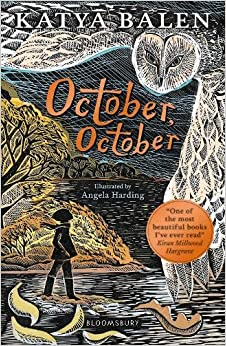 KATYA BALEN
October,
October
Illustrated by
Angela Harding
"One of
the most
beautiful books
I've ever read"
Kiran Millwood
Hargrave
BLOOMSBURY